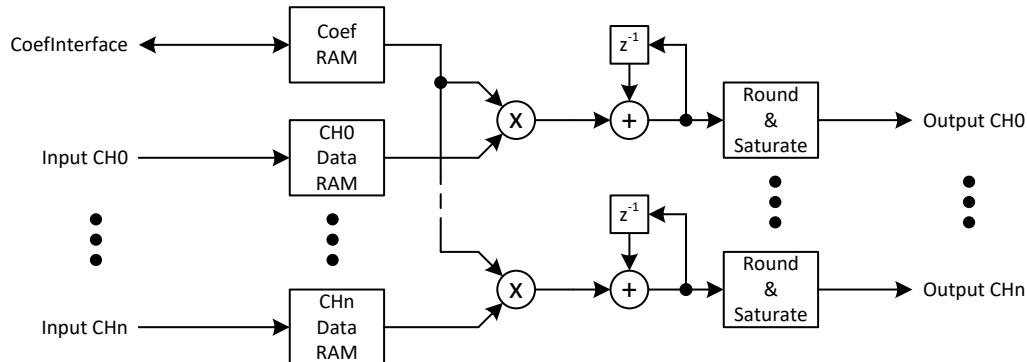 CoefInterface
Coef
RAM
z⁻¹
X
+
Round
&
Saturate
Output CH0
Input CH0
CH0
Data
RAM
z⁻¹
X
+
Round
&
Saturate
Output CHn
Input CHn
CHn
Data
RAM